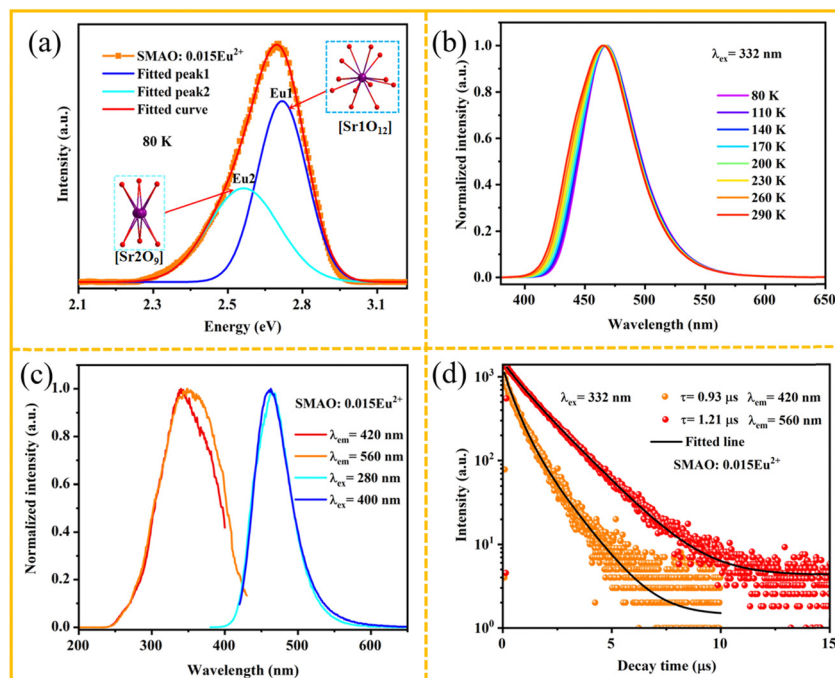 (a)
SMAO: 0.015Eu²⁺
Fitted peak1
Fitted peak2
Fitted curve
80 K
Eu1
[Sr1O₁₂]
Eu2
[Sr2O₉]
Intensity (a.u.)
2.1 2.3 2.5 2.8 3.1
Energy (eV)
(b)
λex= 332 nm
80 K
110 K
140 K
170 K
200 K
230 K
260 K
290 K
Normalized intensity (a.u.)
1.0
0.8
0.6
0.4
0.2
0.0
400 450 500 550 600 650
Wavelength (nm)
(c)
SMAO: 0.015Eu²⁺
λem= 420 nm
λem= 560 nm
λex= 280 nm
λex= 400 nm
Normalized intensity (a.u.)
1.0
0.8
0.6
0.4
0.2
0.0
200 300 400 500 600
Wavelength (nm)
(d)
λex= 332 nm
τ= 0.93 μs λem= 420 nm
τ= 1.21 μs λem= 560 nm
Fitted line
SMAO: 0.015Eu²⁺
Intensity (a.u.)
10³
10²
10¹
10⁰
0 5 10 15
Decay time (μs)